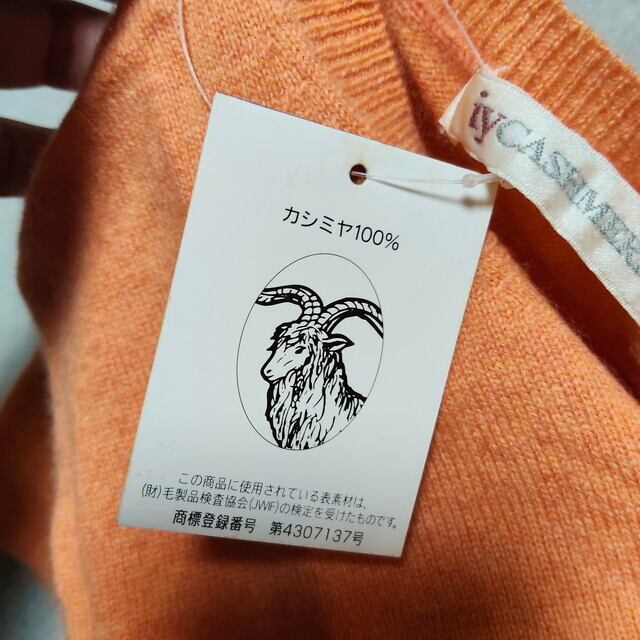 iyCASHMERE
カシミヤ100%
この商品に使用されている表素材は、
(財)毛製品検査協会(JWIF)の検定を受けたものです。
商標登録番号 第4307137号